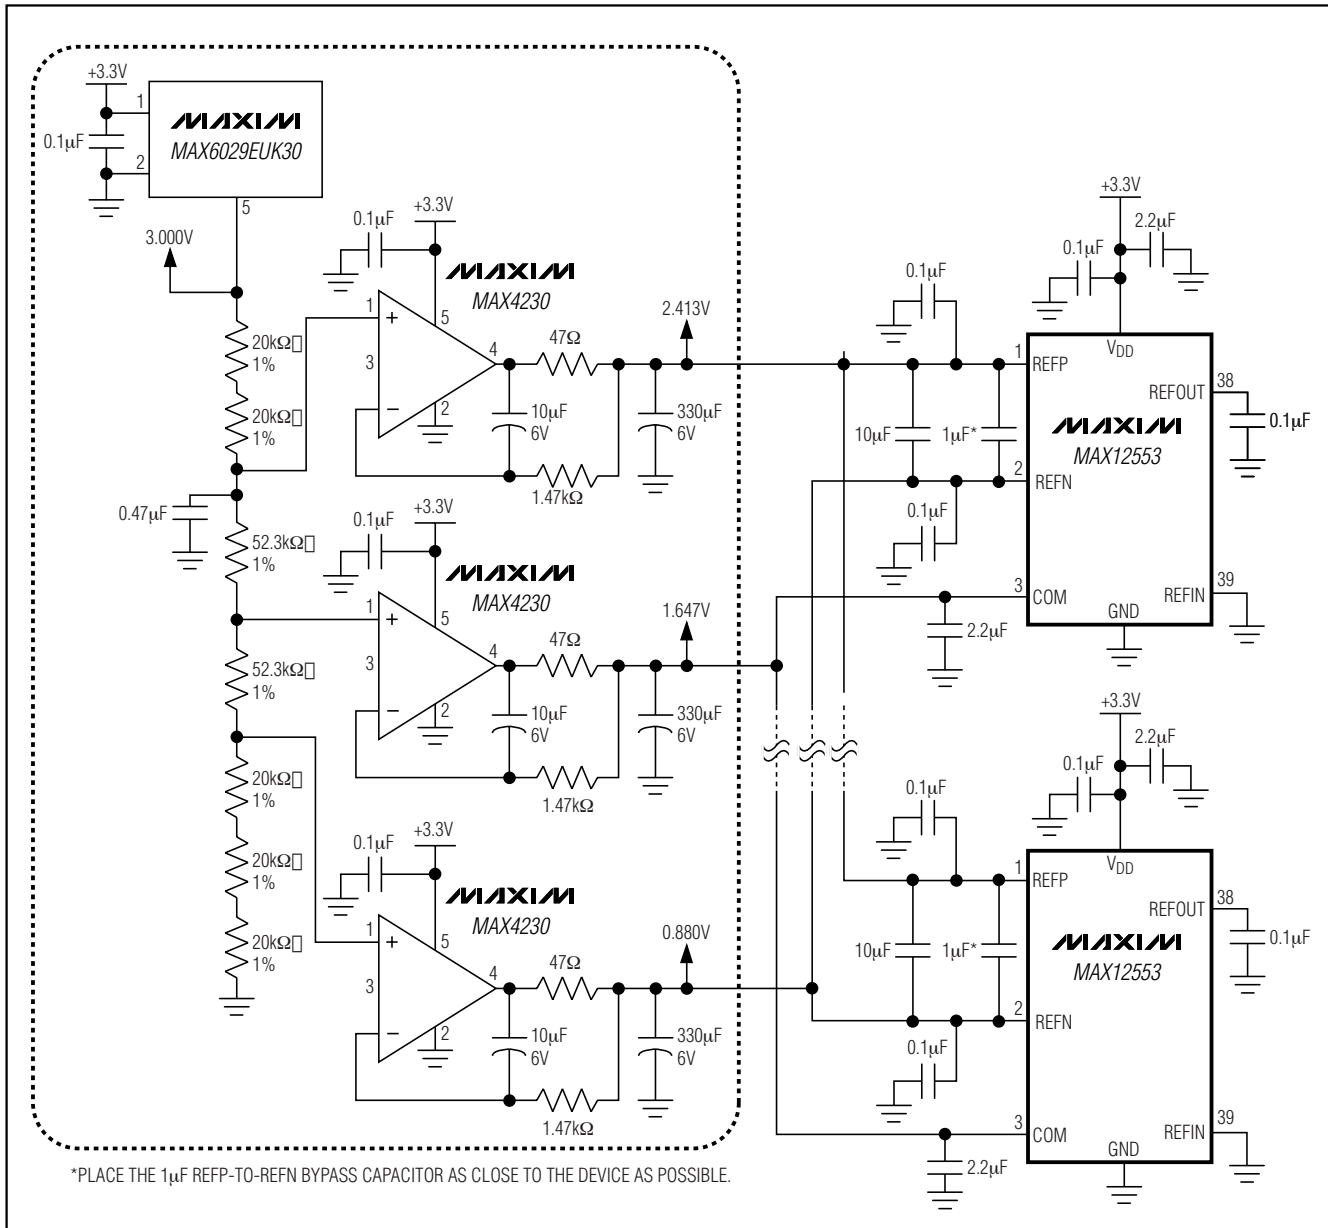 +3.3V
1
MAXIM
MAX6029EUK30
0.1µF
2
5
3.000V
20kΩ
1%
20kΩ
1%
0.47µF
52.3kΩ
1%
52.3kΩ
1%
20kΩ
1%
20kΩ
1%
20kΩ
1%
0.1µF
+3.3V
MAXIM
MAX4230
1
+
5
3
4
−
2
47Ω
10µF
6V
1.47kΩ
330µF
6V
2.413V
0.1µF
+3.3V
MAXIM
MAX4230
1
+
5
3
4
−
2
47Ω
10µF
6V
1.47kΩ
330µF
6V
1.647V
0.1µF
+3.3V
MAXIM
MAX4230
1
+
5
3
4
−
2
47Ω
10µF
6V
1.47kΩ
330µF
6V
0.880V
+3.3V
2.2µF
0.1µF
0.1µF
1
REFP
VDD
REFOUT
38
0.1µF
MAXIM
MAX12553
10µF
1µF*
2
REFN
0.1µF
3
COM
2.2µF
GND
REFIN
39
+3.3V
2.2µF
0.1µF
0.1µF
1
REFP
VDD
REFOUT
38
0.1µF
MAXIM
MAX12553
10µF
1µF*
2
REFN
0.1µF
3
COM
2.2µF
GND
REFIN
39
*PLACE THE 1µF REFP-TO-REFN BYPASS CAPACITOR AS CLOSE TO THE DEVICE AS POSSIBLE.